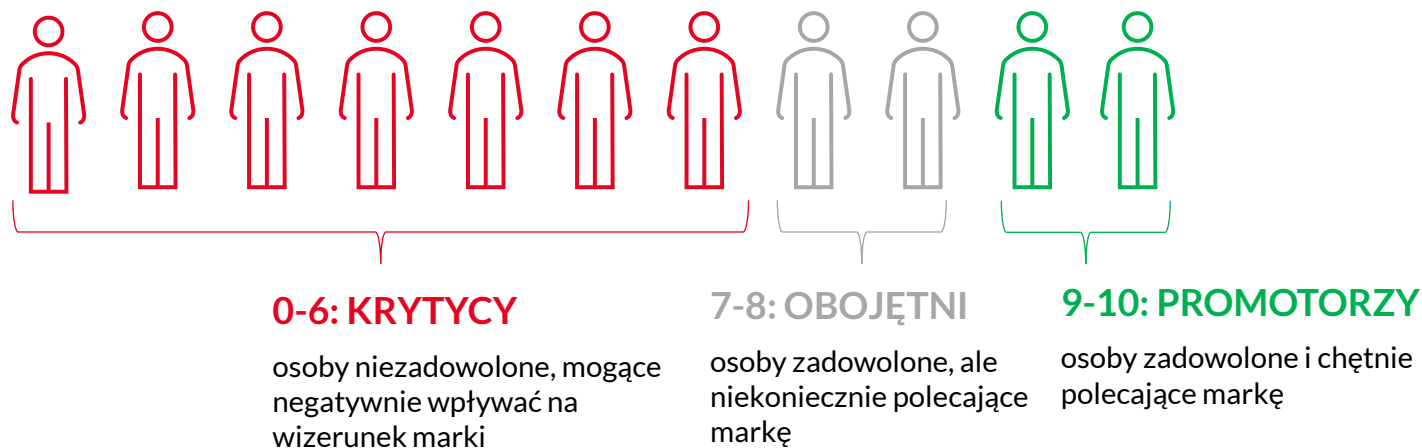 0-6: KRYTYCY
osoby niezadowolone, mogące
negatywnie wpływać na
wizerunek marki
7-8: OBOJĘTNI
osoby zadowolone, ale
niekoniecznie polecające
markę
9-10: PROMOTORZY
osoby zadowolone i chętnie
polecające markę